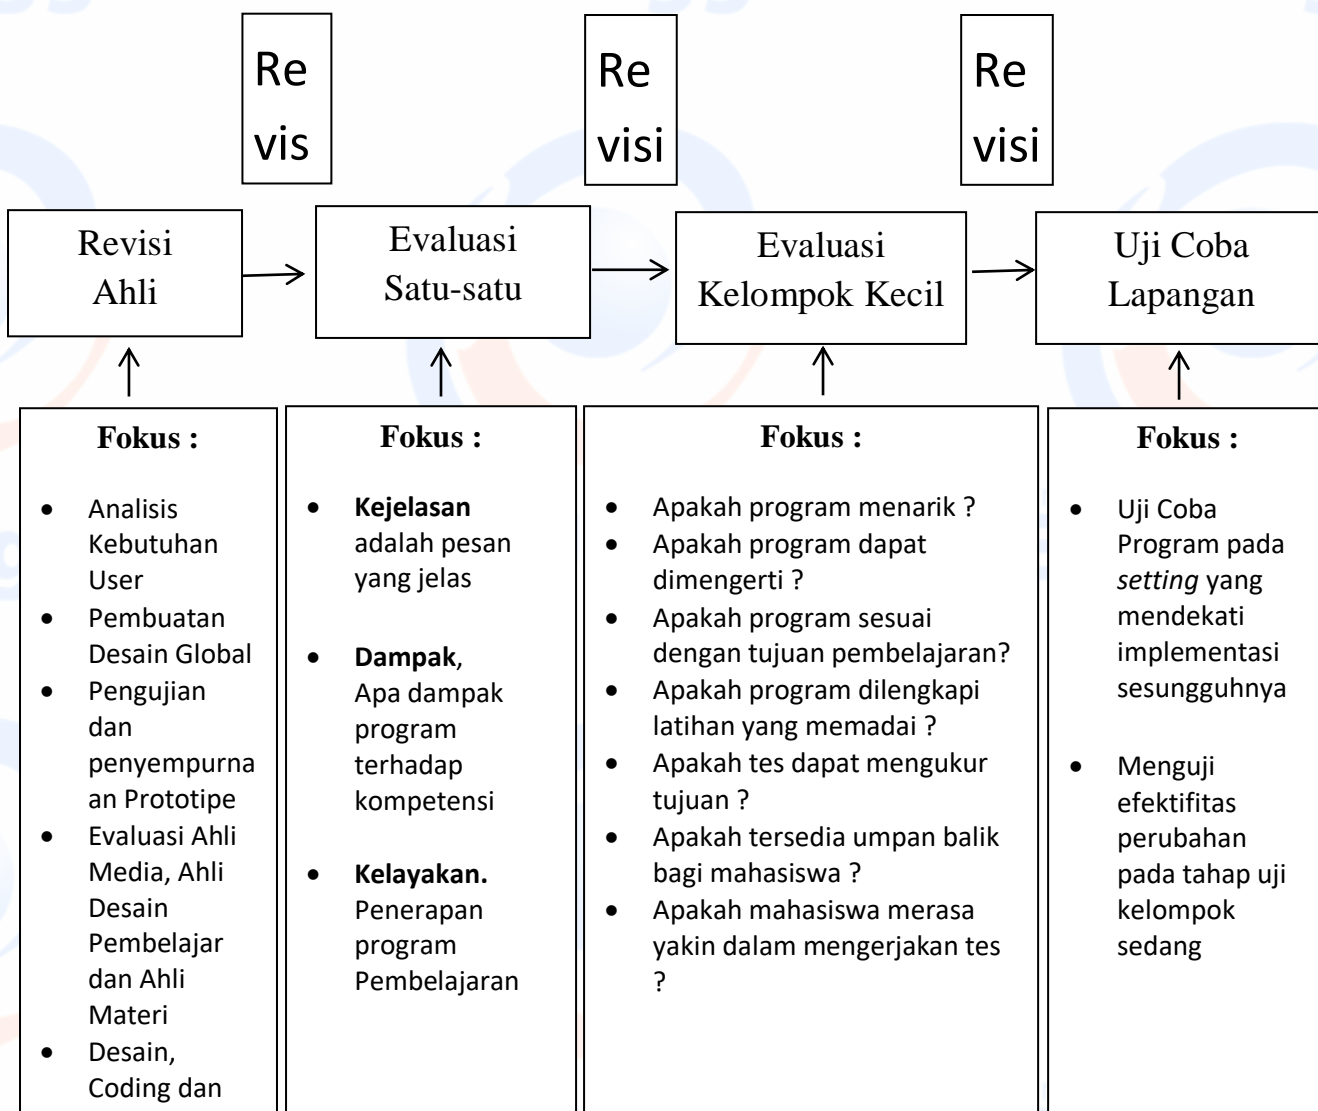 Re
vis
Re
visi
Re
visi
Revisi
Ahli
Evaluasi
Satu-satu
Evaluasi
Kelompok Kecil
Uji Coba
Lapangan
Fokus :
• Analisis
Kebutuhan
User
• Pembuatan
Desain Global
• Pengujian
dan
penyempurna
an Prototipe
• Evaluasi Ahli
Media, Ahli
Desain
Pembelajar
dan Ahli
Materi
• Desain,
Coding dan
Fokus :
• Kejelasan
adalah pesan
yang jelas
• Dampak,
Apa dampak
program
terhadap
kompetensi
• Kelayakan.
Penerapan
program
Pembelajaran
Fokus :
• Apakah program menarik ?
• Apakah program dapat
dimengerti ?
• Apakah program sesuai
dengan tujuan pembelajaran?
• Apakah program dilengkapi
latihan yang memadai ?
• Apakah tes dapat mengukur
tujuan ?
• Apakah tersedia umpan balik
bagi mahasiswa ?
• Apakah mahasiswa merasa
yakin dalam mengerjakan tes
?
Fokus :
• Uji Coba
Program pada
setting yang
mendekati
implementasi
sesungguhnya
• Menguji
efektifitas
perubahan
pada tahap uji
kelompok
sedang